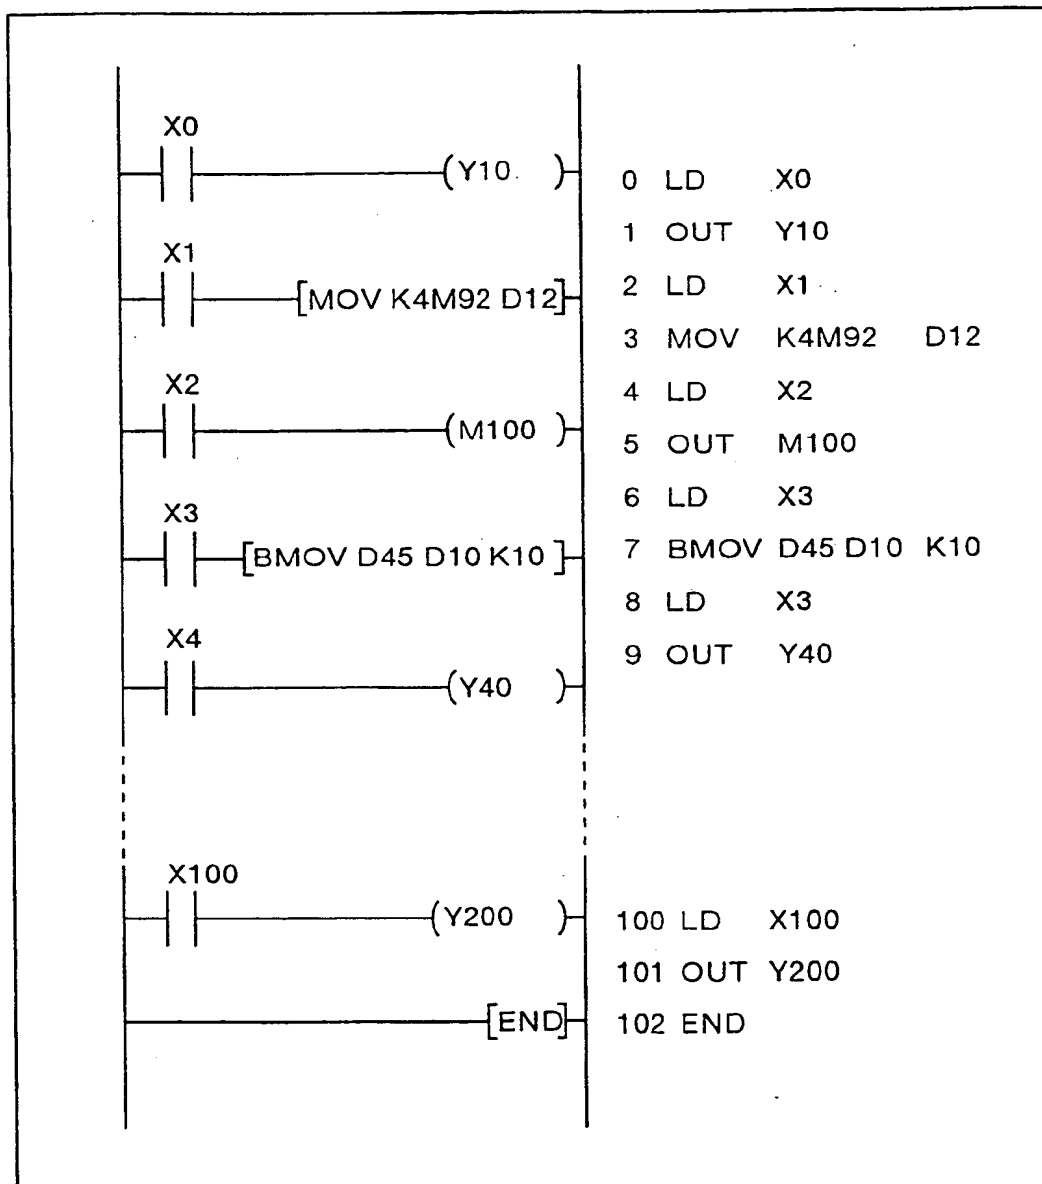 X0
(Y10 )
X1
[MOV K4M92 D12]
X2
(M100 )
X3
[BMOV D45 D10 K10 ]
X4
(Y40 )
X100
(Y200 )
[END]
0 LD X0
1 OUT Y10
2 LD X1
3 MOV K4M92 D12
4 LD X2
5 OUT M100
6 LD X3
7 BMOV D45 D10 K10
8 LD X3
9 OUT Y40
100 LD X100
101 OUT Y200
102 END